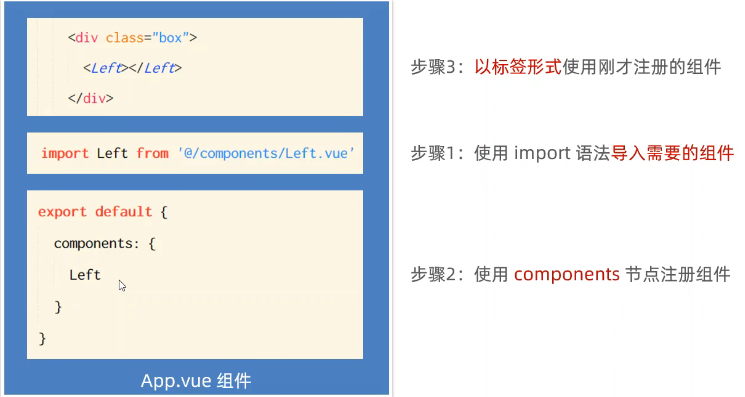 <div class="box">
<Left></Left>
</div>
步骤3：以标签形式使用刚才注册的组件
import Left from '@/components/Left.vue'
步骤1：使用 import 语法导入需要的组件
export default {
components: {
Left
}
}
步骤2：使用 components 节点注册组件
App.vue 组件